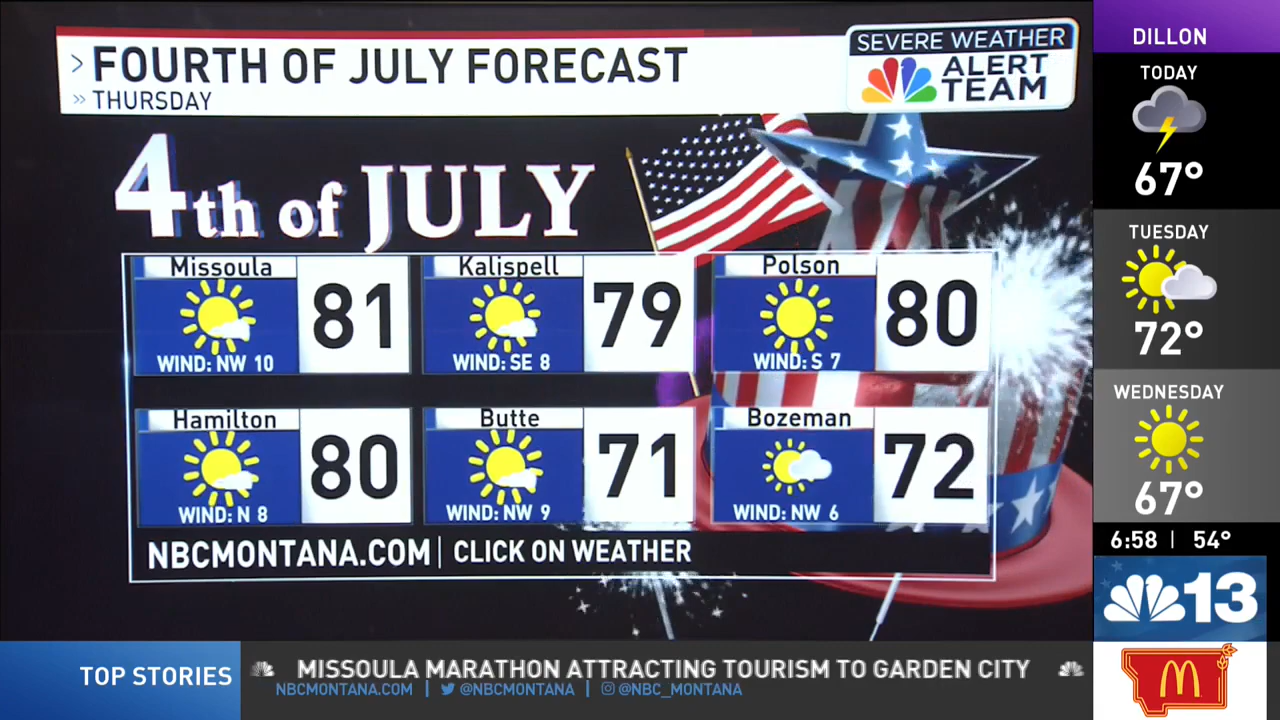 > FOURTH OF JULY FORECAST
» THURSDAY
SEVERE WEATHER
ALERT
TEAM
4th of JULY
Missoula
81
WIND: NW 10
Kalispell
79
WIND: SE 8
Polson
80
WIND: S 7
Hamilton
80
WIND: N 8
Butte
71
WIND: NW 9
Bozeman
72
WIND: NW 6
NBCMONTANA.COM | CLICK ON WEATHER
DILLON
TODAY
67°
TUESDAY
72°
WEDNESDAY
67°
6:58 | 54°
13
TOP STORIES
MISSOULA MARATHON ATTRACTING TOURISM TO GARDEN CITY
NBCMONTANA.COM | @NBCMONTANA | @NBC_MONTANA
M